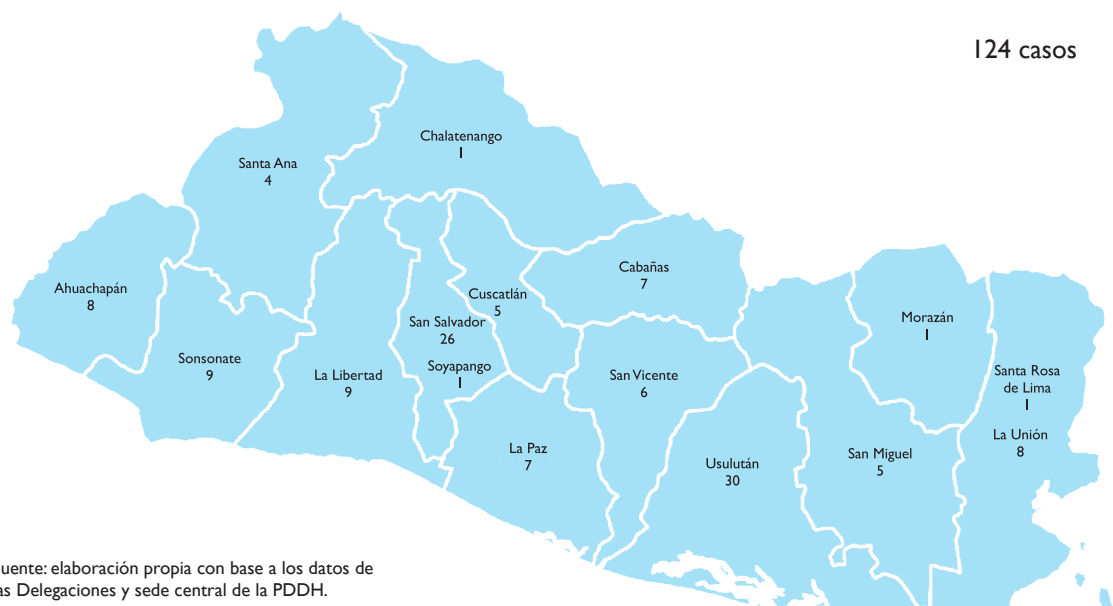 124 casos
Chalatenango
1
Santa Ana
4
Cabañas
7
Ahuachapán
8
Cuscatlán
5
San Salvador
26
Morazán
1
Sonsonate
9
La Libertad
9
Soyapango
1
San Vicente
6
Santa Rosa
de Lima
1
La Unión
8
La Paz
7
Usulután
30
San Miguel
5
uente: elaboración propia con base a los datos de
as Delegaciones y sede central de la PDDH.